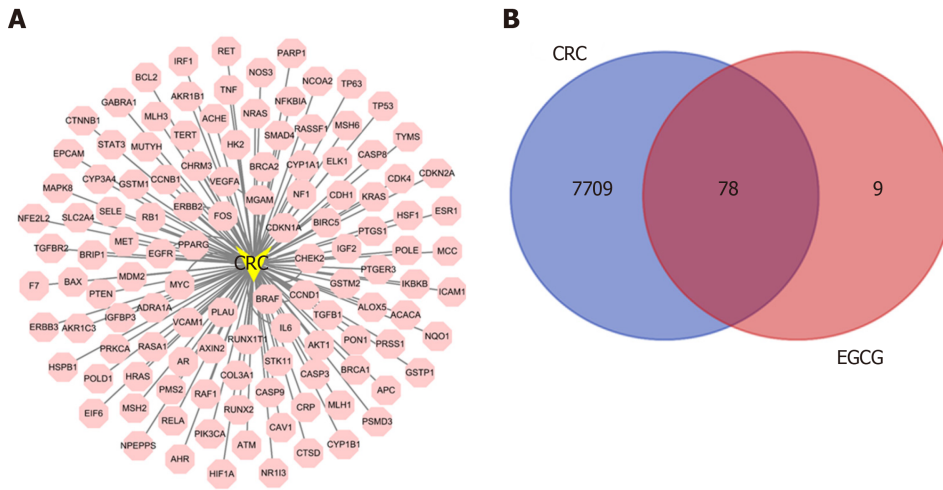 A
B
RET
PARP1
IRF1
NOS3
BCL2
TNF
NCOA2
AKR1B1
NFKBIA
TP63
GABRA1
NRAS
ACHE
MLH3
TP53
CTNNB1
TERT
SMAD4
RASSF1
MSH6
TYMS
STAT3
MUTYH
HK2
EPCAM
CHRM3
BRCA2
CYP1A1
ELK1
CASP8
CYP3A4
CCNB1
VEGFA
CDK4
CDKN2A
MAPK8
GSTM1
MGAM
NF1
CDH1
KRAS
NFE2L2
SLC2A4
SELE
RB1
ERBB2
FOS
CDKN1A
BIRC5
PTGS1
HSF1
ESR1
TGFBR2
BRIP1
MET
EGFR
PPARG
CRC
CHEK2
IGF2
POLE
MCC
F7
BAX
PTEN
MDM2
MYC
BRAF
CCND1
GSTM2
PTGER3
IKBKB
ICAM1
ERBB3
AKR1C3
IGFBP3
ADRA1A
VCAM1
PLAU
IL6
TGFB1
ALOX5
ACACA
NQO1
HSPB1
PRKCA
RASA1
AXIN2
RUNX1T1
AKT1
PON1
PRSS1
GSTP1
POLD1
HRAS
AR
COL3A1
STK11
CASP3
BRCA1
APC
EIF6
MSH2
PMS2
RAF1
RUNX2
CASP9
CRP
MLH1
PSMD3
RELA
NPEPPS
PIK3CA
ATM
CAV1
CYP1B1
AHR
HIF1A
NR1I3
CTSD
CRC
7709
78
9
EGCG